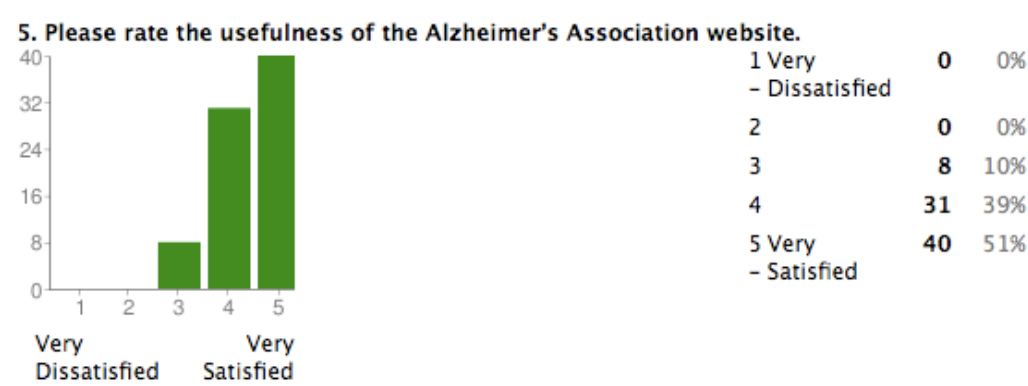 5. Please rate the usefulness of the Alzheimer's Association website.
40
32
24
16
8
0
1 2 3 4 5
Very Very
Dissatisfied Satisfied
1 Very 0 0%
– Dissatisfied
2 0 0%
3 8 10%
4 31 39%
5 Very 40 51%
– Satisfied